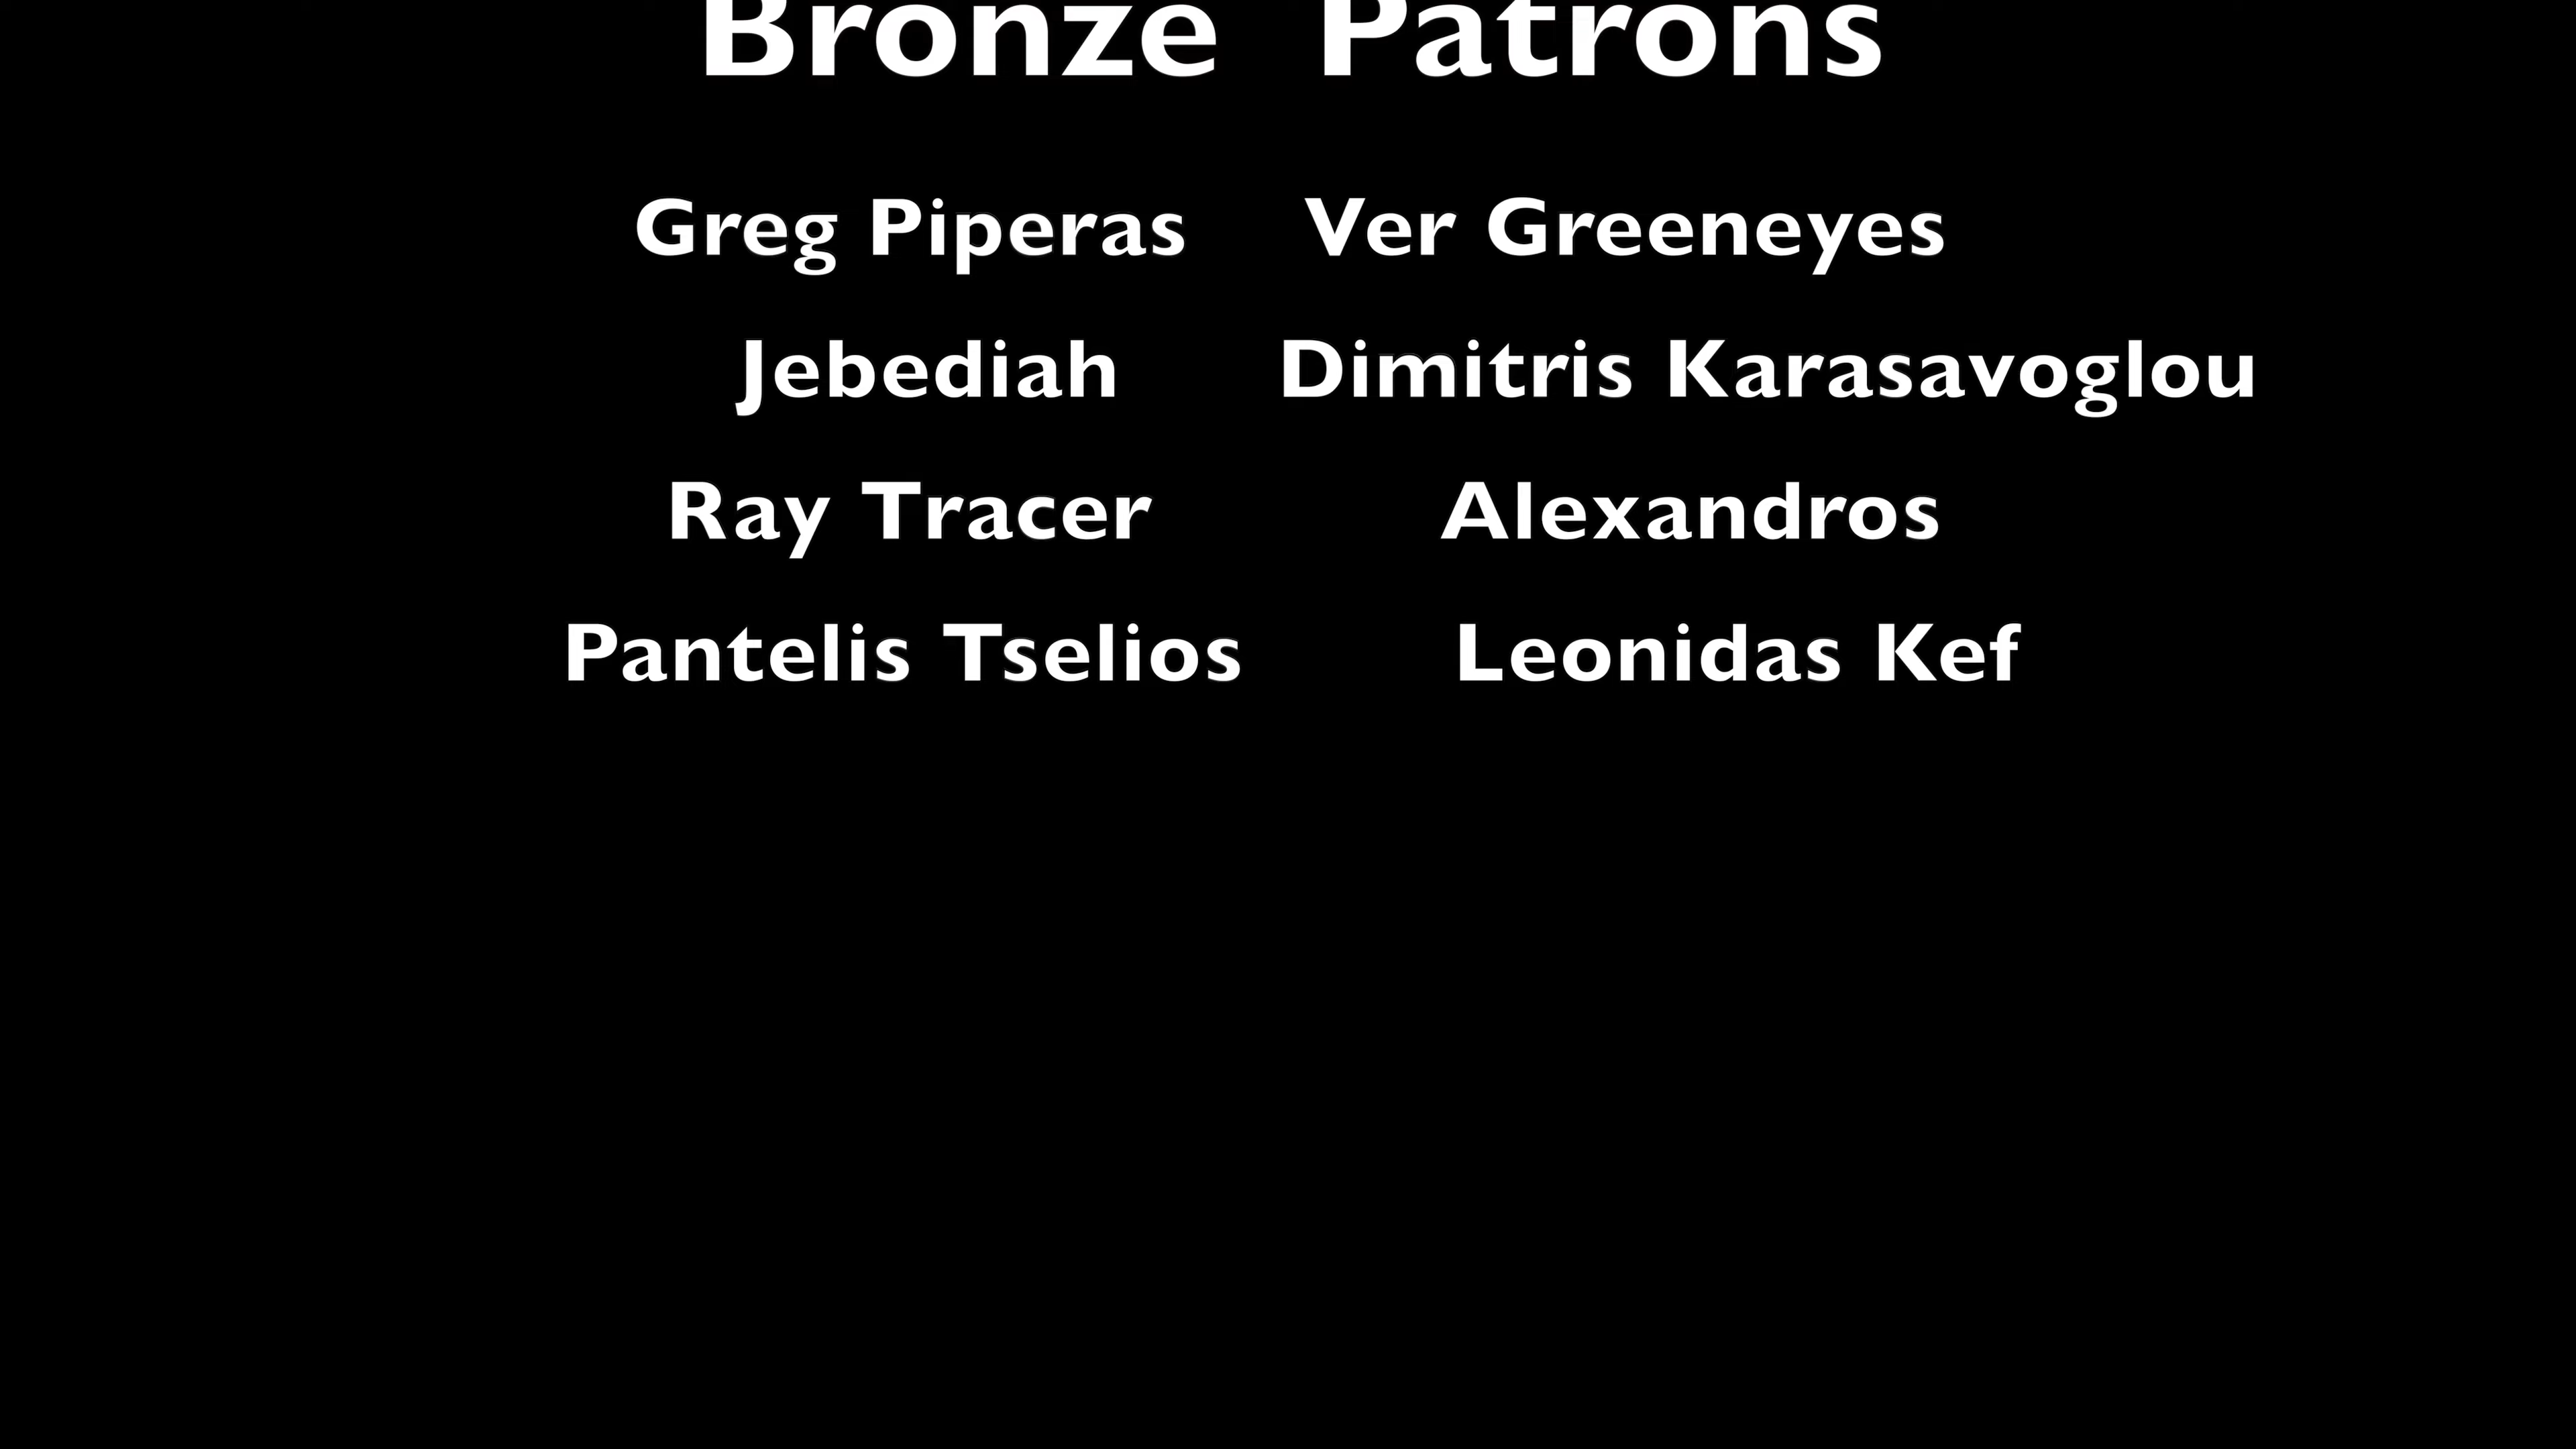 Bronze Patrons
Greg Piperas Ver Greeneyes
Jebediah Dimitris Karasavoglou
Ray Tracer Alexandros
Pantelis Tselios Leonidas Kef